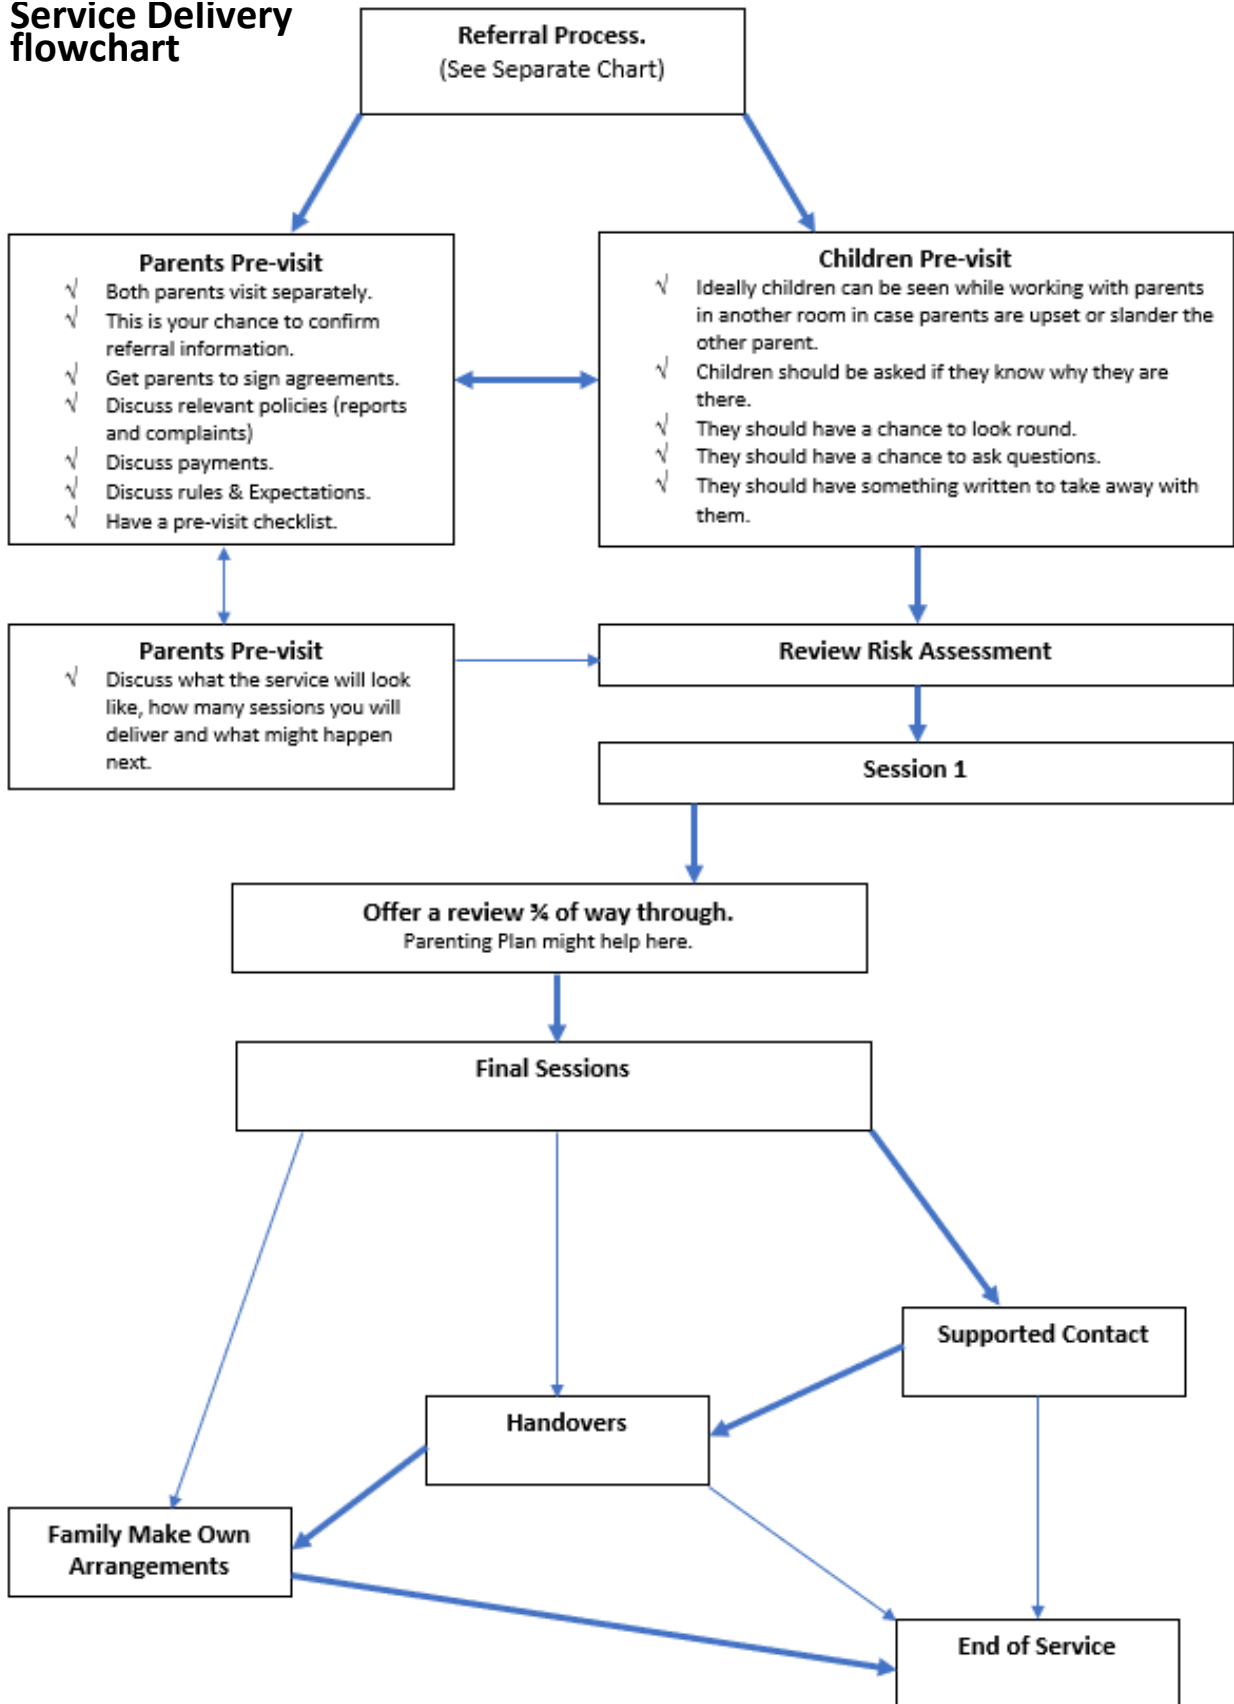 Service Delivery
flowchart
Referral Process.
(See Separate Chart)
Parents Pre-visit
√ Both parents visit separately.
√ This is your chance to confirm
referral information.
√ Get parents to sign agreements.
√ Discuss relevant policies (reports
and complaints)
√ Discuss payments.
√ Discuss rules & Expectations.
√ Have a pre-visit checklist.
Children Pre-visit
√ Ideally children can be seen while working with parents
in another room in case parents are upset or slander the
other parent.
√ Children should be asked if they know why they are
there.
√ They should have a chance to look round.
√ They should have a chance to ask questions.
√ They should have something written to take away with
them.
Parents Pre-visit
√ Discuss what the service will look
like, how many sessions you will
deliver and what might happen
next.
Review Risk Assessment
Session 1
Offer a review ¾ of way through.
Parenting Plan might help here.
Final Sessions
Supported Contact
Handovers
Family Make Own
Arrangements
End of Service